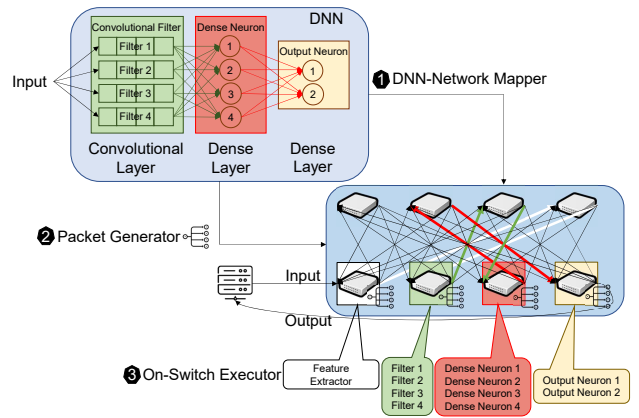 DNN
Convolutional Filter
Filter 1
Filter 2
Filter 3
Filter 4
Dense Neuron
1
2
3
4
Output Neuron
1
2
Input
Convolutional
Layer
Dense
Layer
Dense
Layer
1 DNN-Network Mapper
2 Packet Generator
Input
Output
3 On-Switch Executor
Feature
Extractor
Filter 1
Filter 2
Filter 3
Filter 4
Dense Neuron 1
Dense Neuron 2
Dense Neuron 3
Dense Neuron 4
Output Neuron 1
Output Neuron 2